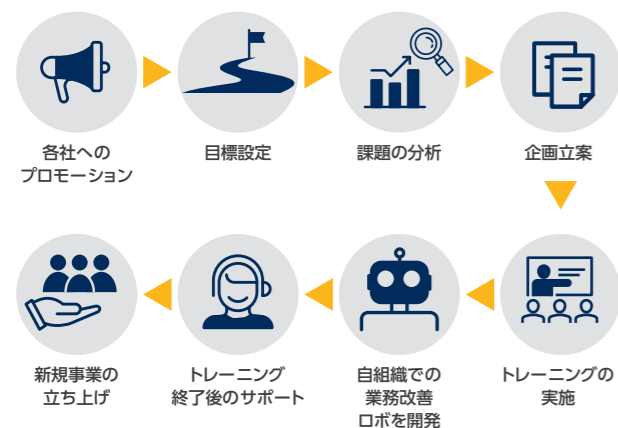 各社への
プロモーション
目標設定
課題の分析
企画立案
新規事業の
立ち上げ
トレーニング
終了後のサポート
自組織での
業務改善
ロボを開発
トレーニングの
実施